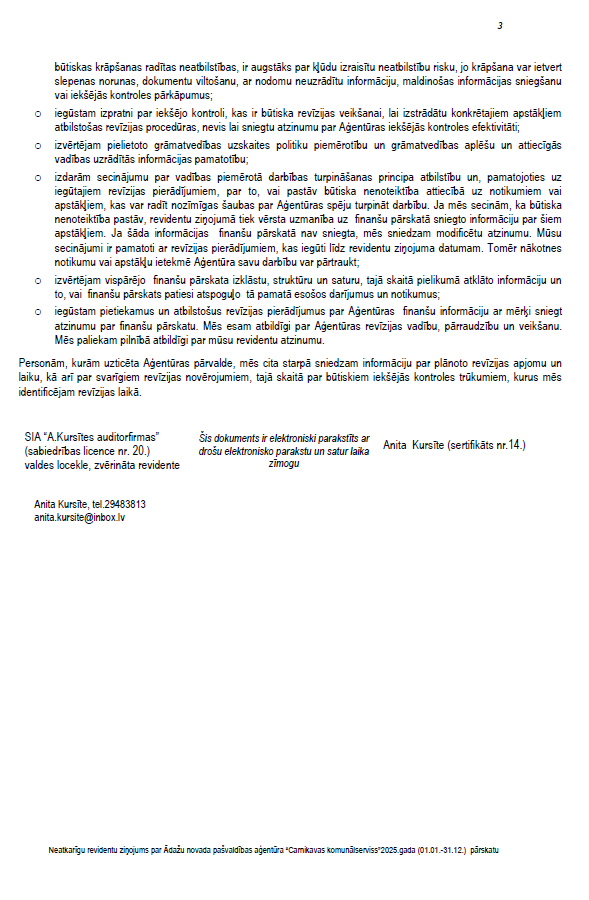 3
būtiskas krāpšanas radītas neatbilstības, ir augstāks par kļūdu izraisītu neatbilstību risku, jo krāpšana var ietvert
slepenas norunas, dokumentu viltošanu, ar nodomu neuzrādītu informāciju, maldinošas informācijas sniegšanu
vai iekšējās kontroles pārkāpumus;
o iegūstam izpratni par iekšējo kontroli, kas ir būtiska revīzijas veikšanai, lai izstrādātu konkrētajiem apstākļiem
atbilstošas revīzijas procedūras, nevis lai sniegtu atzinumu par Aģentūras iekšējās kontroles efektivitāti;
o izvērtējam pielietoto grāmatvedības uzskaites politiku piemērotību un grāmatvedības aplēšu un attiecīgās
vadības uzrādītās informācijas pamatotību;
o izdarām secinājumu par vadības piemērotā darbības turpināšanas principa atbilstību un, pamatojoties uz
iegūtajiem revīzijas pierādījumiem, par to, vai pastāv būtiska nenoteiktība attiecībā uz notikumiem vai
apstākļiem, kas var radīt nozīmīgas šaubas par Aģentūras spēju turpināt darbību. Ja mēs secinām, ka būtiska
nenoteiktība pastāv, revidentu ziņojumā tiek vērsta uzmanība uz finanšu pārskatā sniegto informāciju par šiem
apstākļiem. Ja šāda informācijas finanšu pārskatā nav sniegta, mēs sniedzam modificētu atzinumu. Mūsu
secinājumi ir pamatoti ar revīzijas pierādījumiem, kas iegūti līdz revidentu ziņojuma datumam. Tomēr nākotnes
notikumu vai apstākļu ietekmē Aģentūra savu darbību var pārtraukt;
o izvērtējam vispārējo finanšu pārskata izklāstu, struktūru un saturu, tajā skaitā pielikumā atklāto informāciju un
to, vai finanšu pārskats patiesi atspoguļo tā pamatā esošos darījumus un notikumus;
o iegūstam pietiekamus un atbilstošus revīzijas pierādījumus par Aģentūras finanšu informāciju ar mērķi sniegt
atzinumu par finanšu pārskatu. Mēs esam atbildīgi par Aģentūras revīzijas vadību, pārraudzību un veikšanu.
Mēs paliekam pilnībā atbildīgi par mūsu revidentu atzinumu.
Personām, kurām uzticēta Aģentūras pārvalde, mēs cita starpā sniedzam informāciju par plānoto revīzijas apjomu un
laiku, kā arī par svarīgiem revīzijas novērojumiem, tajā skaitā par būtiskiem iekšējās kontroles trūkumiem, kurus mēs
identificējam revīzijas laikā.
SIA “A.Kursītes auditorfirmas”
(sabiedrības licence nr. 20.)
valdes locekle, zvērināta revidente
Šis dokuments ir elektroniski parakstīts ar
drošu elektronisko parakstu un satur laika
zīmogu
Anita Kursīte (sertifikāts nr.14.)
Anita Kursīte, tel.29483813
anita.kursite@inbox.lv
Neatkarīgu revidentu ziņojums par Ādažu novada pašvaldības aģentūra “Carnikavas komunālserviss”2025.gada (01.01.-31.12.) pārskatu